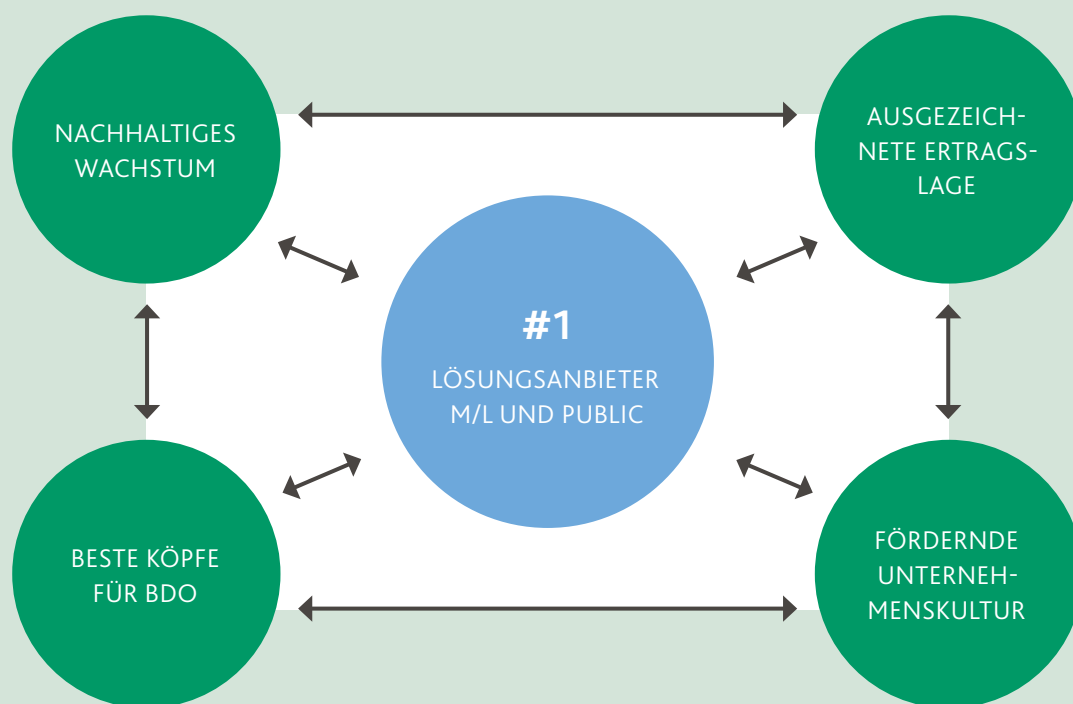 NACHHALTIGES
WACHSTUM
AUSGEZEICH-
NETE ERTRAGS-
LAGE
#1
LÖSUNGSANBIETER
M/L UND PUBLIC
BESTE KÖPFE
FÜR BDO
FÖRDERNDE
UNTERNEH-
MENSKULTUR